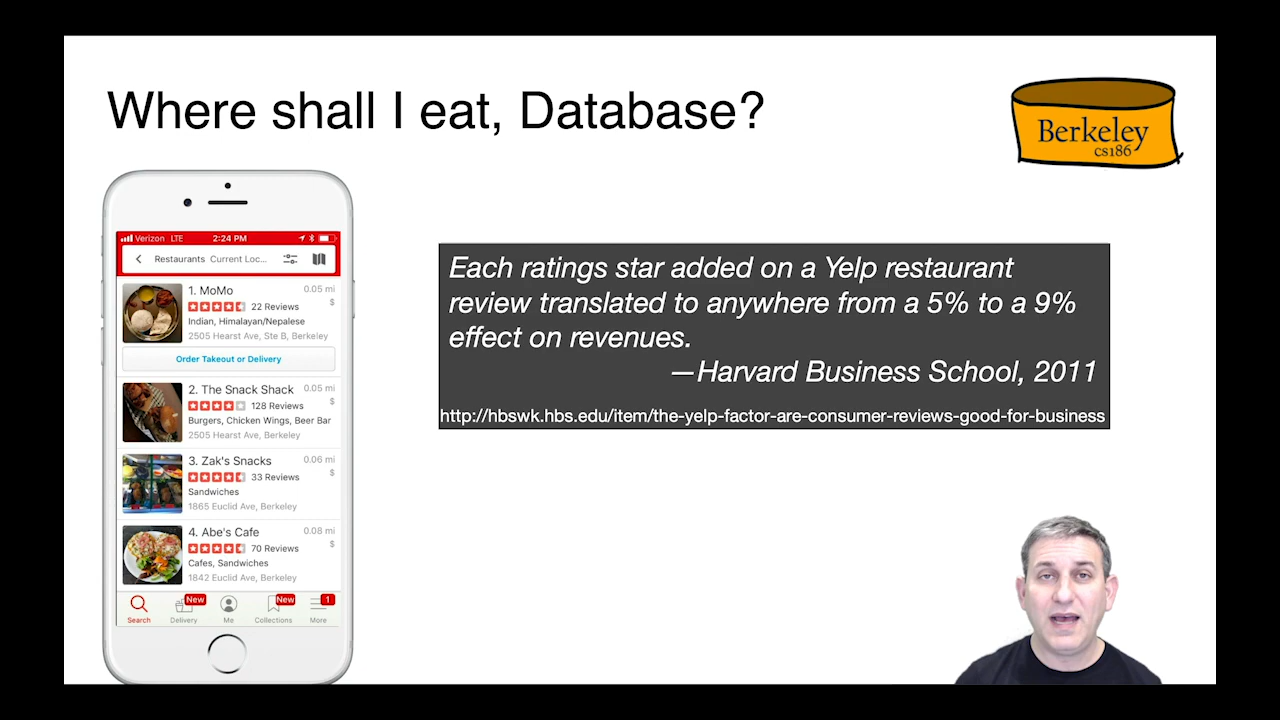 Where shall I eat, Database?
Berkeley
cs186
Verizon LTE 2:24 PM
Restaurants Current Loc...
1. MoMo 0.05 mi
22 Reviews $
Indian, Himalayan/Nepalese
2505 Hearst Ave, Ste B, Berkeley
Order Takeout or Delivery
2. The Snack Shack 0.05 mi
128 Reviews $
Burgers, Chicken Wings, Beer Bar
2505 Hearst Ave, Berkeley
3. Zak's Snacks 0.06 mi
33 Reviews $
Sandwiches
1865 Euclid Ave, Berkeley
4. Abe's Cafe 0.08 mi
70 Reviews $
Cafes, Sandwiches
1842 Euclid Ave, Berkeley
New New 1
Search Delivery Me Collections More
Each ratings star added on a Yelp restaurant
review translated to anywhere from a 5% to a 9%
effect on revenues.
—Harvard Business School, 2011
http://hbswk.hbs.edu/item/the-yelp-factor-are-consumer-reviews-good-for-business